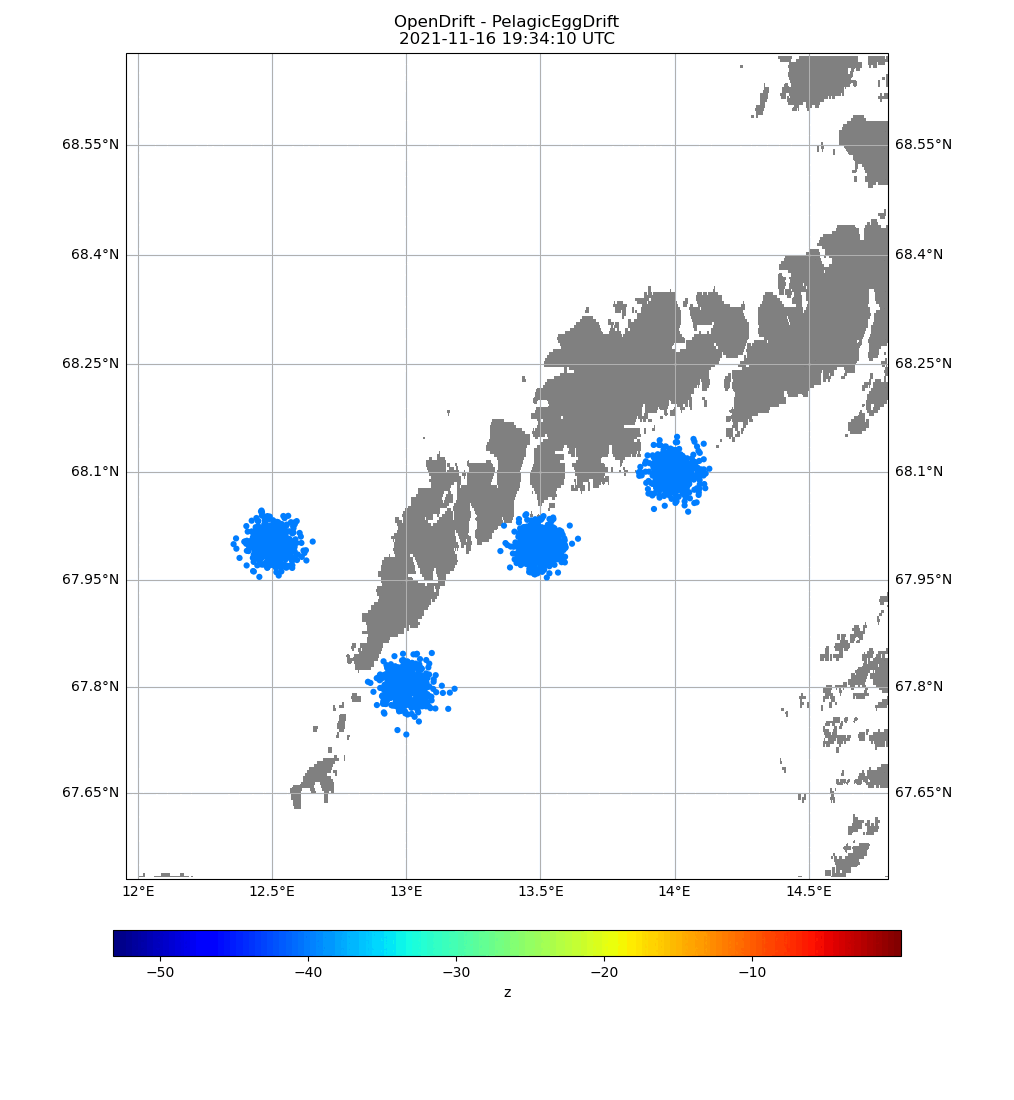 OpenDrift - PelagicEggDrift
2021-11-16 19:34:10 UTC
68.55°N 68.55°N
68.4°N 68.4°N
68.25°N 68.25°N
68.1°N 68.1°N
67.95°N 67.95°N
67.8°N 67.8°N
67.65°N 67.65°N
12°E 12.5°E 13°E 13.5°E 14°E 14.5°E
−50 −40 −30 −20 −10
z